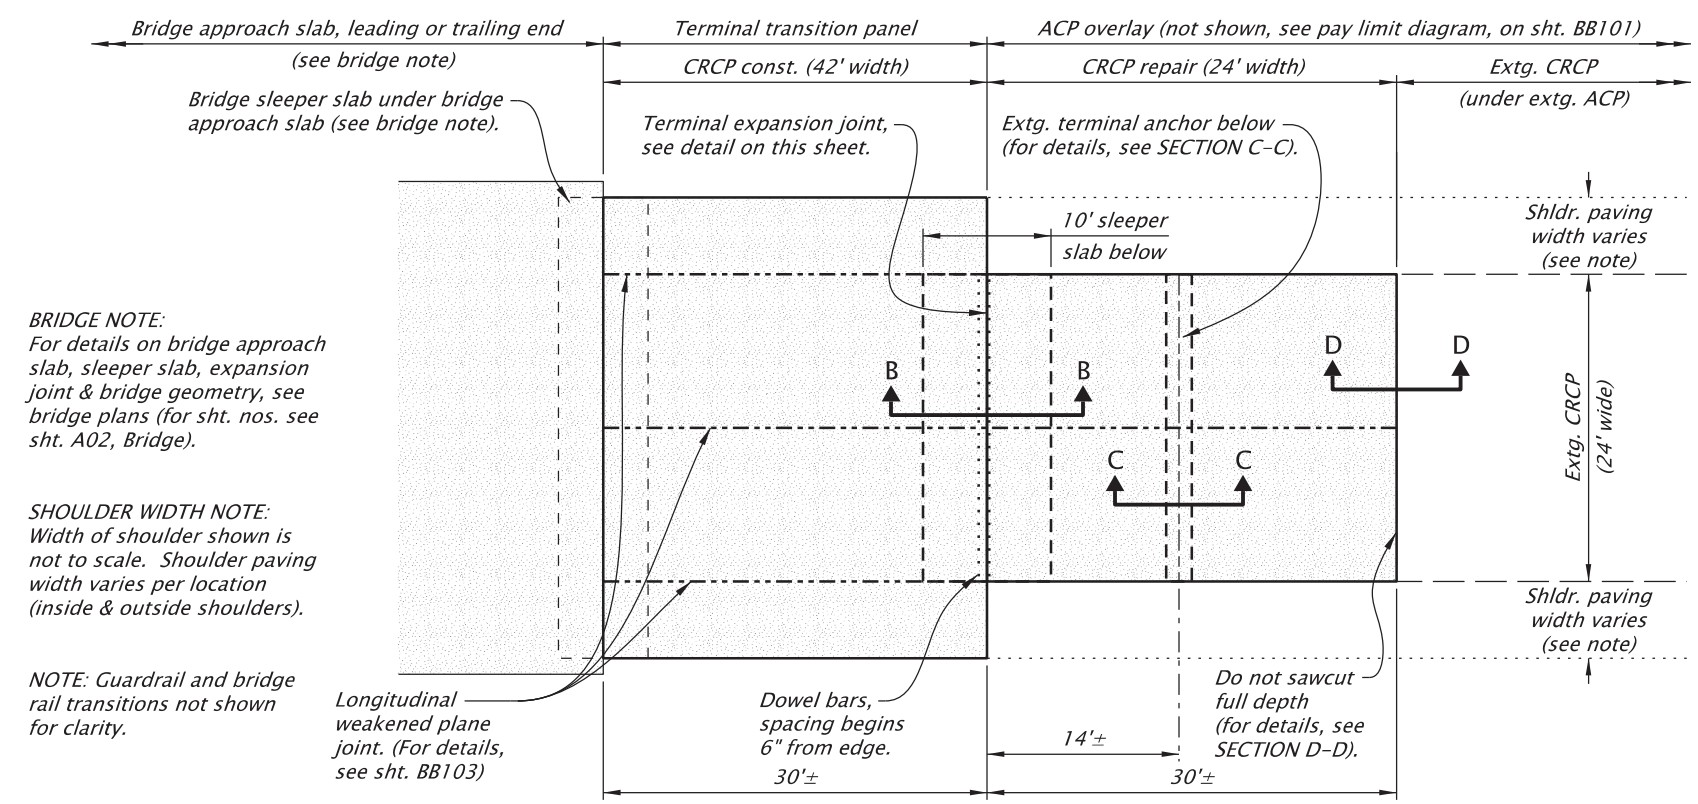 Bridge approach slab, leading or trailing end
(see bridge note)
Terminal transition panel
CRCP const. (42' width)
ACP overlay (not shown, see pay limit diagram, on sht. BB101)
CRCP repair (24' width)
Extg. CRCP
(under extg. ACP)
Bridge sleeper slab under bridge
approach slab (see bridge note).
Terminal expansion joint,
see detail on this sheet.
Extg. terminal anchor below
(for details, see SECTION C-C).
10' sleeper
slab below
Shldr. paving
width varies
(see note)
BRIDGE NOTE:
For details on bridge approach
slab, sleeper slab, expansion
joint & bridge geometry, see
bridge plans (for sht. nos. see
sht. A02, Bridge).
B
B
D
D
C
C
Extg. CRCP
(24' wide)
SHOULDER WIDTH NOTE:
Width of shoulder shown is
not to scale. Shoulder paving
width varies per location
(inside & outside shoulders).
Shldr. paving
width varies
(see note)
NOTE: Guardrail and bridge
rail transitions not shown
for clarity.
Longitudinal
weakened plane
joint. (For details,
see sht. BB103)
Dowel bars,
spacing begins
6" from edge.
Do not sawcut
full depth
(for details, see
SECTION D-D).
14'±
30'±
30'±